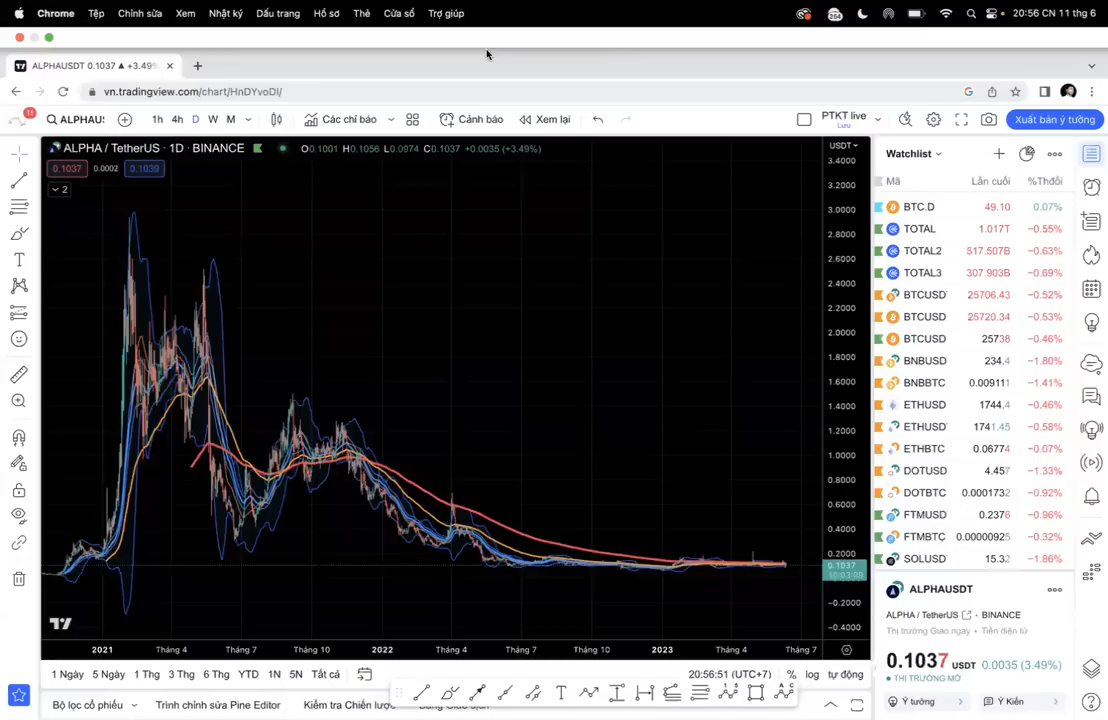 Chrome Tệp Chỉnh sửa Xem Nhật ký Dấu trang Hồ sơ Thẻ Cửa sổ Trợ giúp 254 20:56 CN 11 thg 6
ALPHAUSDT 0.1037 ▲ +3.49%
vn.tradingview.com/chart/HnDYvoDl/
11 ALPHAU: 1h 4h D W M Các chỉ báo Cảnh báo Xem lại PTKT live Lưu Xuất bản ý tưởng
ALPHA / TetherUS · 1D · BINANCE O0.1001 H0.1056 L0.0974 C0.1037 +0.0035 (+3.49%)
0.1037 0.0002 0.1039
2
USDT
3.4000
3.2000
3.0000
2.8000
2.6000
2.4000
2.2000
2.0000
1.8000
1.6000
1.4000
1.2000
1.0000
0.8000
0.6000
0.4000
0.2000
0.1037
10:03:08
-0.2000
-0.4000
2021 Tháng 4 Tháng 7 Tháng 10 2022 Tháng 4 Tháng 7 Tháng 10 2023 Tháng 4 Tháng 7
1 Ngày 5 Ngày 1 Thg 3 Thg 6 Thg YTD 1N 5N Tất cả 20:56:51 (UTC+7) % log tự động
Bộ lọc cổ phiếu Trình chỉnh sửa Pine Editor Kiểm tra Chiến lược
Watchlist
Mã Lần cuối %Thđổi
BTC.D 49.10 0.07%
TOTAL 1.017T −0.55%
TOTAL2 517.507B −0.63%
TOTAL3 307.903B −0.69%
BTCUSD 25706.43 −0.52%
BTCUSD 25720.34 −0.53%
BTCUSD 25738 −0.46%
BNBUSD 234.4 −1.80%
BNBBTC 0.009111 −1.41%
ETHUSD 1744.4 −0.46%
ETHUSD 1741.45 −0.58%
ETHBTC 0.06774 −0.07%
DOTUSD 4.457 −1.33%
DOTBTC 0.0001732 −0.92%
FTMUSD 0.2376 −0.96%
FTMBTC 0.00000925 −0.32%
SOLUSD 15.32 −1.86%
ALPHAUSDT
ALPHA / TetherUS · BINANCE
Thị trường Giao ngay · Tiền điện tử
0.1037 USDT 0.0035 (3.49%)
THỊ TRƯỜNG MỞ
Ý tưởng Ý Kiến